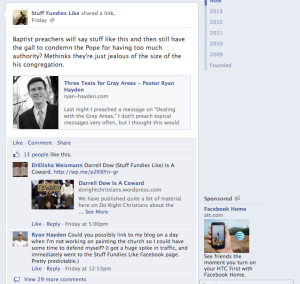 Stuff Fundies Like shared a link.
Friday
Baptist preachers will say stuff like this and then still have
the gall to condemn the Pope for having too much
authority? Methinks they're just jealous of the size of the
his congregation.
Three Tests for Gray Areas – Pastor Ryan
Hayden
ryan-hayden.com
Last night I preached a message on "Dealing
with the Gray Areas." I don't preach topical
messages very often, but I thought this would
Like · Comment · Share
15 people like this.
DrElisha Weismann Darrell Dow (Stuff Fundies Like) Is A
Coward. http://wp.me/p2K6Yn-gr
Darrell Dow Is A Coward
dorightchristians.wordpress.com
We have published quite a bit of material
here on Do Right Christians about the
... See More
Like · Reply · Friday at 5:00pm
Ryan Hayden Could you possibly link to my blog on a day
when I'm not working on painting the church so I could have
some time to defend myself? (I got a huge spike in traffic, and
immediately went to the Stuff Fundies Like Facebook page.
Pretty predictable.)
Like · Reply · Friday at 12:53pm
View 29 more comments
Now
2013
2012
2011
2010
2009
Founded
Sponsored
Facebook Home
att.com
See friends the
moment you turn on
your HTC First with
Facebook Home.